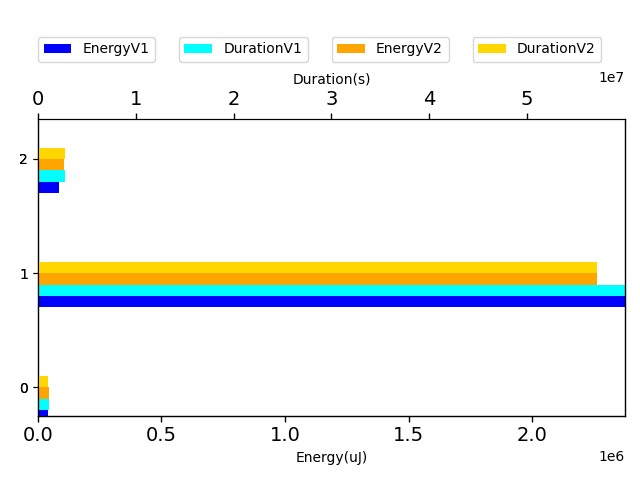 EnergyV1 DurationV1 EnergyV2 DurationV2
Duration(s)
1e7
0 1 2 3 4 5
2
1
0
0.0 0.5 1.0 1.5 2.0
Energy(uJ)
1e6